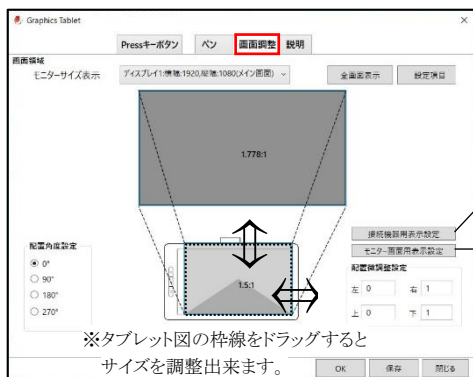 Graphics Tablet
Pressキーボタン ペン 画面調整 説明
画面領域
モニターサイズ表示 ディスプレイ1:横幅:1920,縦幅:1080(メイン画面) 全画面表示 設定項目
1.778:1
接続機器用表示設定
モニター画面用表示設定
配置角度設定
0°
90°
180°
270°
1.5:1
配置微調整設定
左 0 右 1
上 0 下 1
※タブレット図の枠線をドラッグすると
サイズを調整出来ます。
OK 保存 閉じる